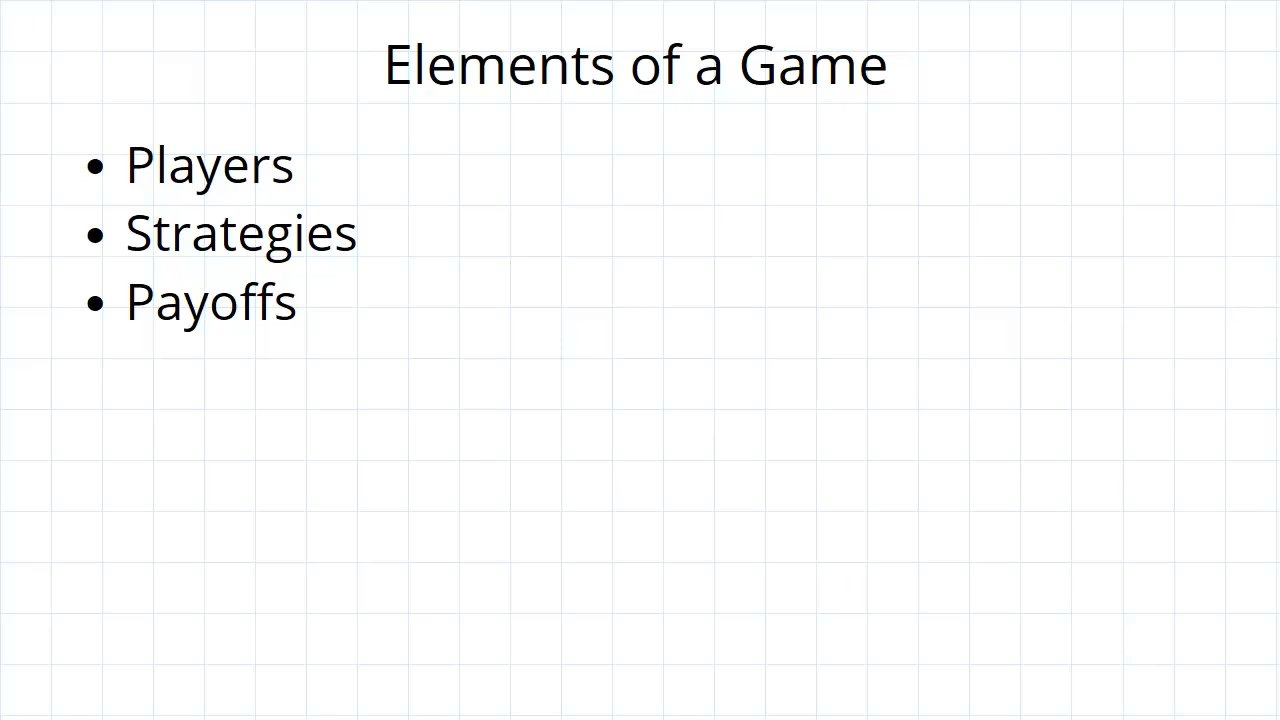 Elements of a Game
• Players
• Strategies
• Payoffs